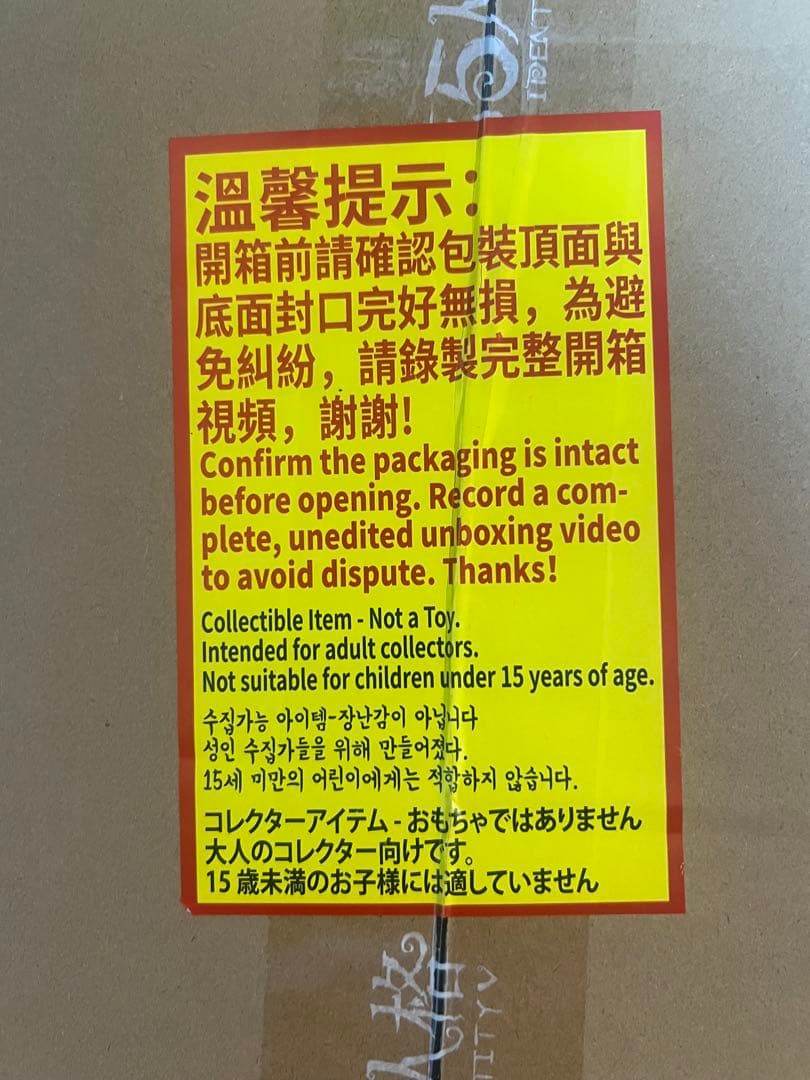 溫馨提示：
開箱前請確認包裝頂面與
底面封口完好無損，為避
免糾紛，請錄製完整開箱
視頻，謝謝！
Confirm the packaging is intact
before opening. Record a com-
plete, unedited unboxing video
to avoid dispute. Thanks!
Collectible Item - Not a Toy.
Intended for adult collectors.
Not suitable for children under 15 years of age.
수집가능 아이템-장난감이 아닙니다
성인 수집가들을 위해 만들어졌다.
15세 미만의 어린이에게는 적합하지 않습니다.
コレクターアイテム - おもちゃではありません
大人のコレクター向けです。
15 歳未満のお子様には適していません